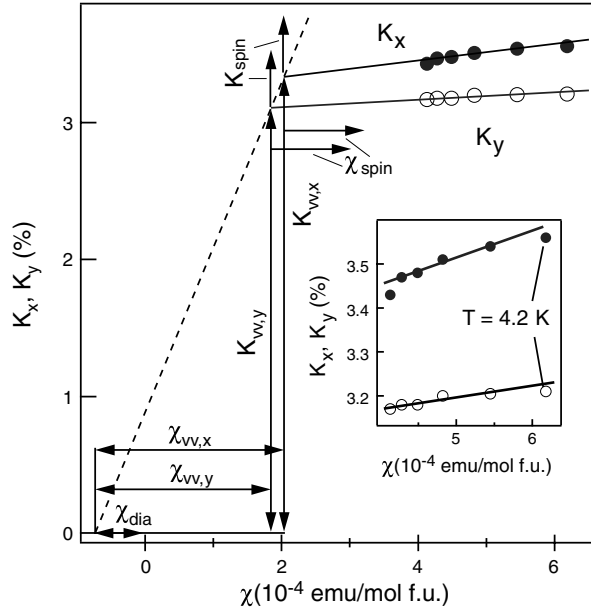 K_x
K_spin
3
K_y
χ_spin
K_vv,x
K_x, K_y (%)
2
K_vv,y
1
χ_vv,x
χ_vv,y
χ_dia
0
0
2
4
6
χ(10^-4 emu/mol f.u.)
K_x, K_y (%)
3.5
3.4
3.3
3.2
T = 4.2 K
5
6
χ(10^-4 emu/mol f.u.)